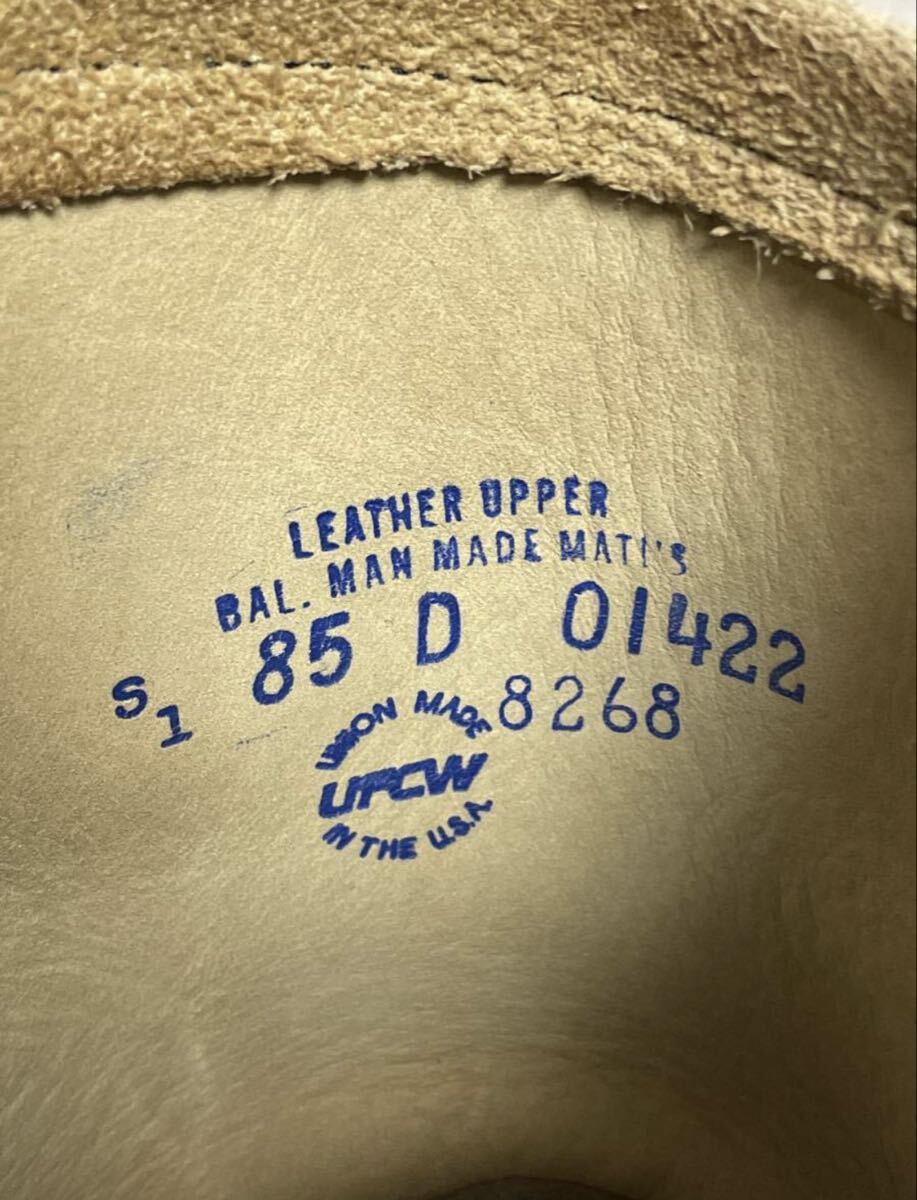 LEATHER UPPER
BAL. MAN MADE MATL'S
S1 85 D 01422
8268
UNION MADE
UFCW
IN THE U.S.A.